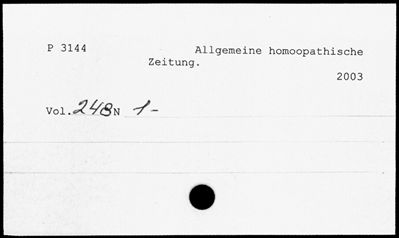 P 3144 Allgemeine homoopathische
Zeitung.
2003
Vol. 248 N 1-